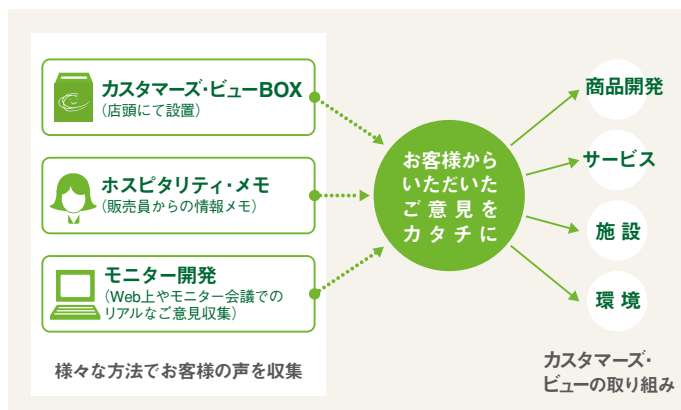 カスタマーズ・ビューBOX
（店頭にて設置）
ホスピタリティ・メモ
（販売員からの情報メモ）
モニター開発
（Web上やモニター会議での
リアルなご意見収集）
様々な方法でお客様の声を収集
お客様から
いただいた
ご意見を
カタチに
商品開発
サービス
施設
環境
カスタマーズ・
ビューの取り組み